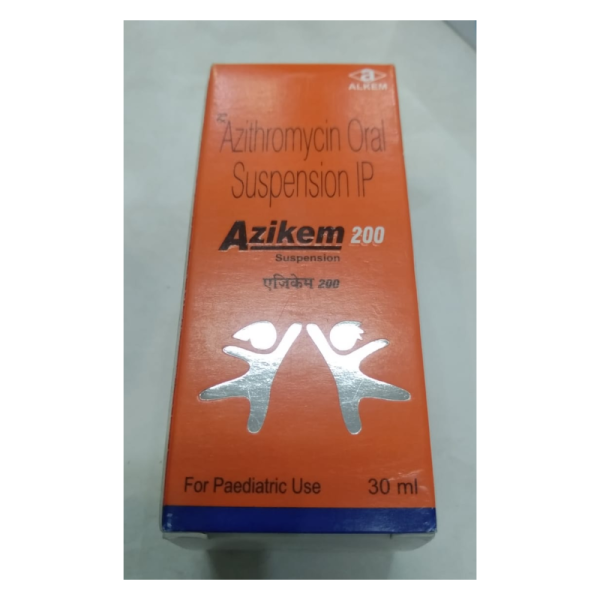 a
ALKEM
Azithromycin Oral
Suspension IP
Azikem 200
Suspension
एजिकेम 200
For Paediatric Use 30 ml